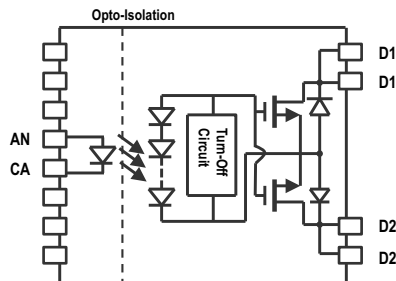 Opto-Isolation
D1
D1
AN
CA
Turn-Off
Circuit
D2
D2